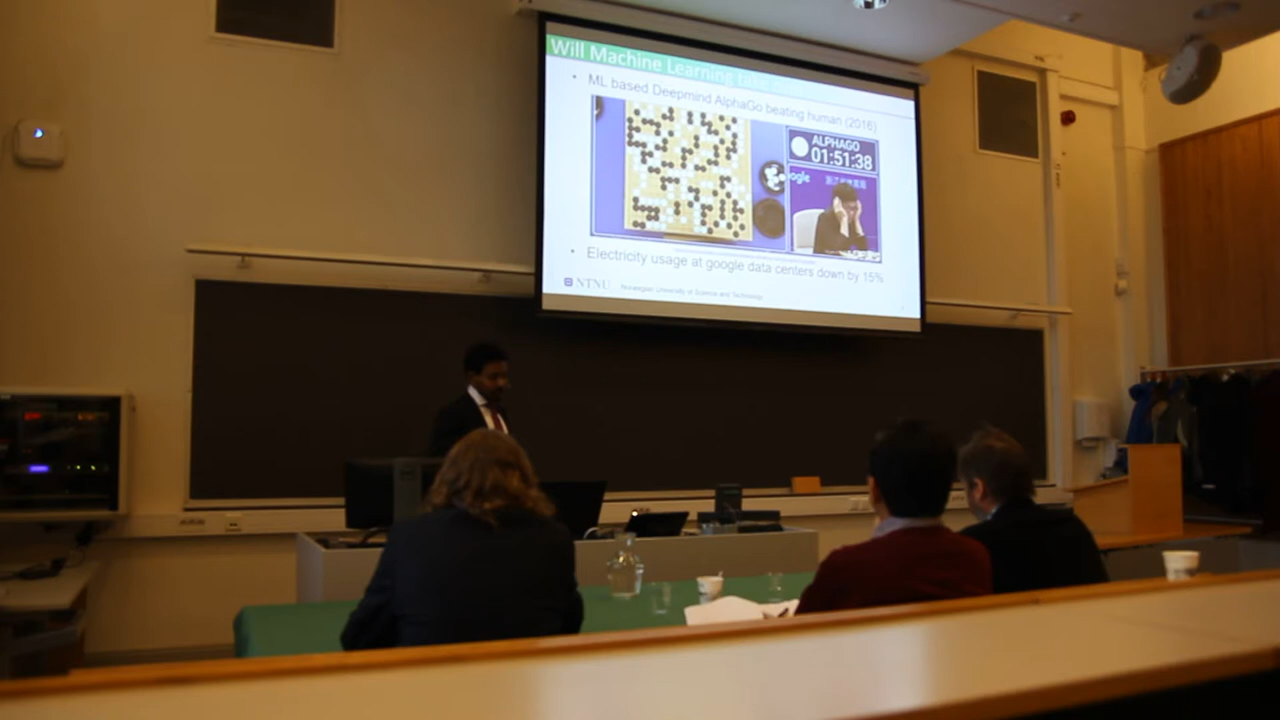 Will Machine Learning
• ML based Deepmind AlphaGo beating human (2016)
ALPHAGO
01:51:38
ogle
• Electricity usage at google data centers down by 15%
NTNU Norwegian University of Science and Technology